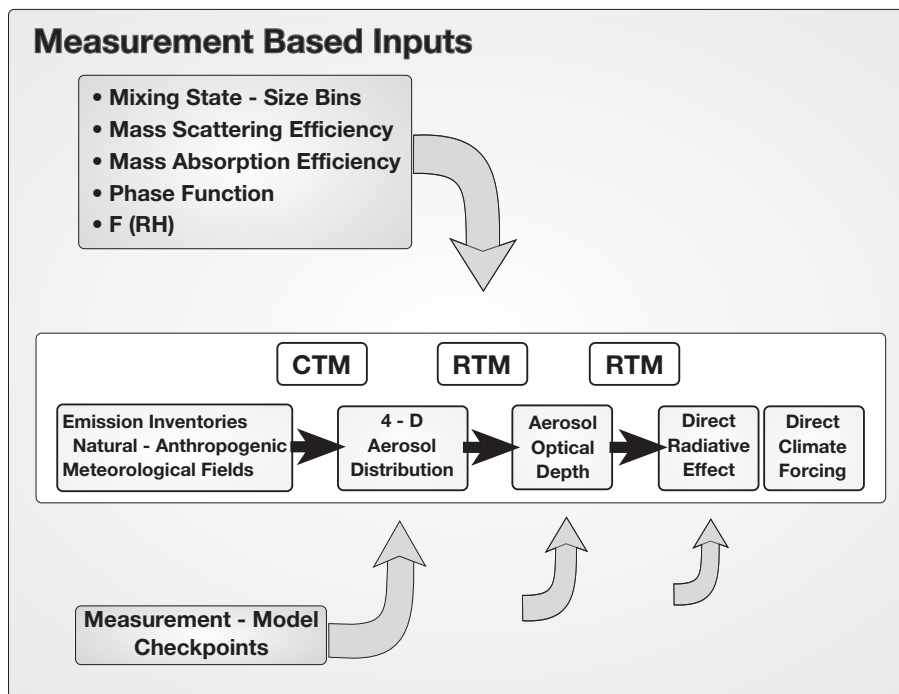 Measurement Based Inputs
• Mixing State - Size Bins
• Mass Scattering Efficiency
• Mass Absorption Efficiency
• Phase Function
• F (RH)
CTM
RTM
RTM
Emission Inventories
Natural - Anthropogenic
Meteorological Fields
4 - D
Aerosol
Distribution
Aerosol
Optical
Depth
Direct
Radiative
Effect
Direct
Climate
Forcing
Measurement - Model
Checkpoints